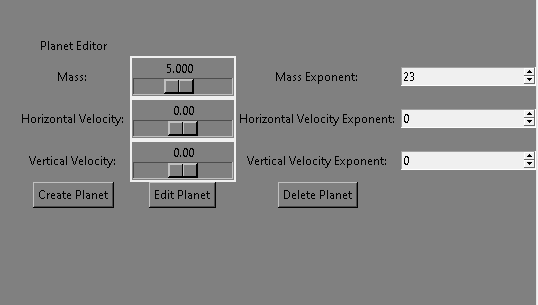 Planet Editor
5.000
Mass:
Mass Exponent:
23
0.00
Horizontal Velocity:
Horizontal Velocity Exponent:
0
0.00
Vertical Velocity:
Vertical Velocity Exponent:
0
Create Planet
Edit Planet
Delete Planet